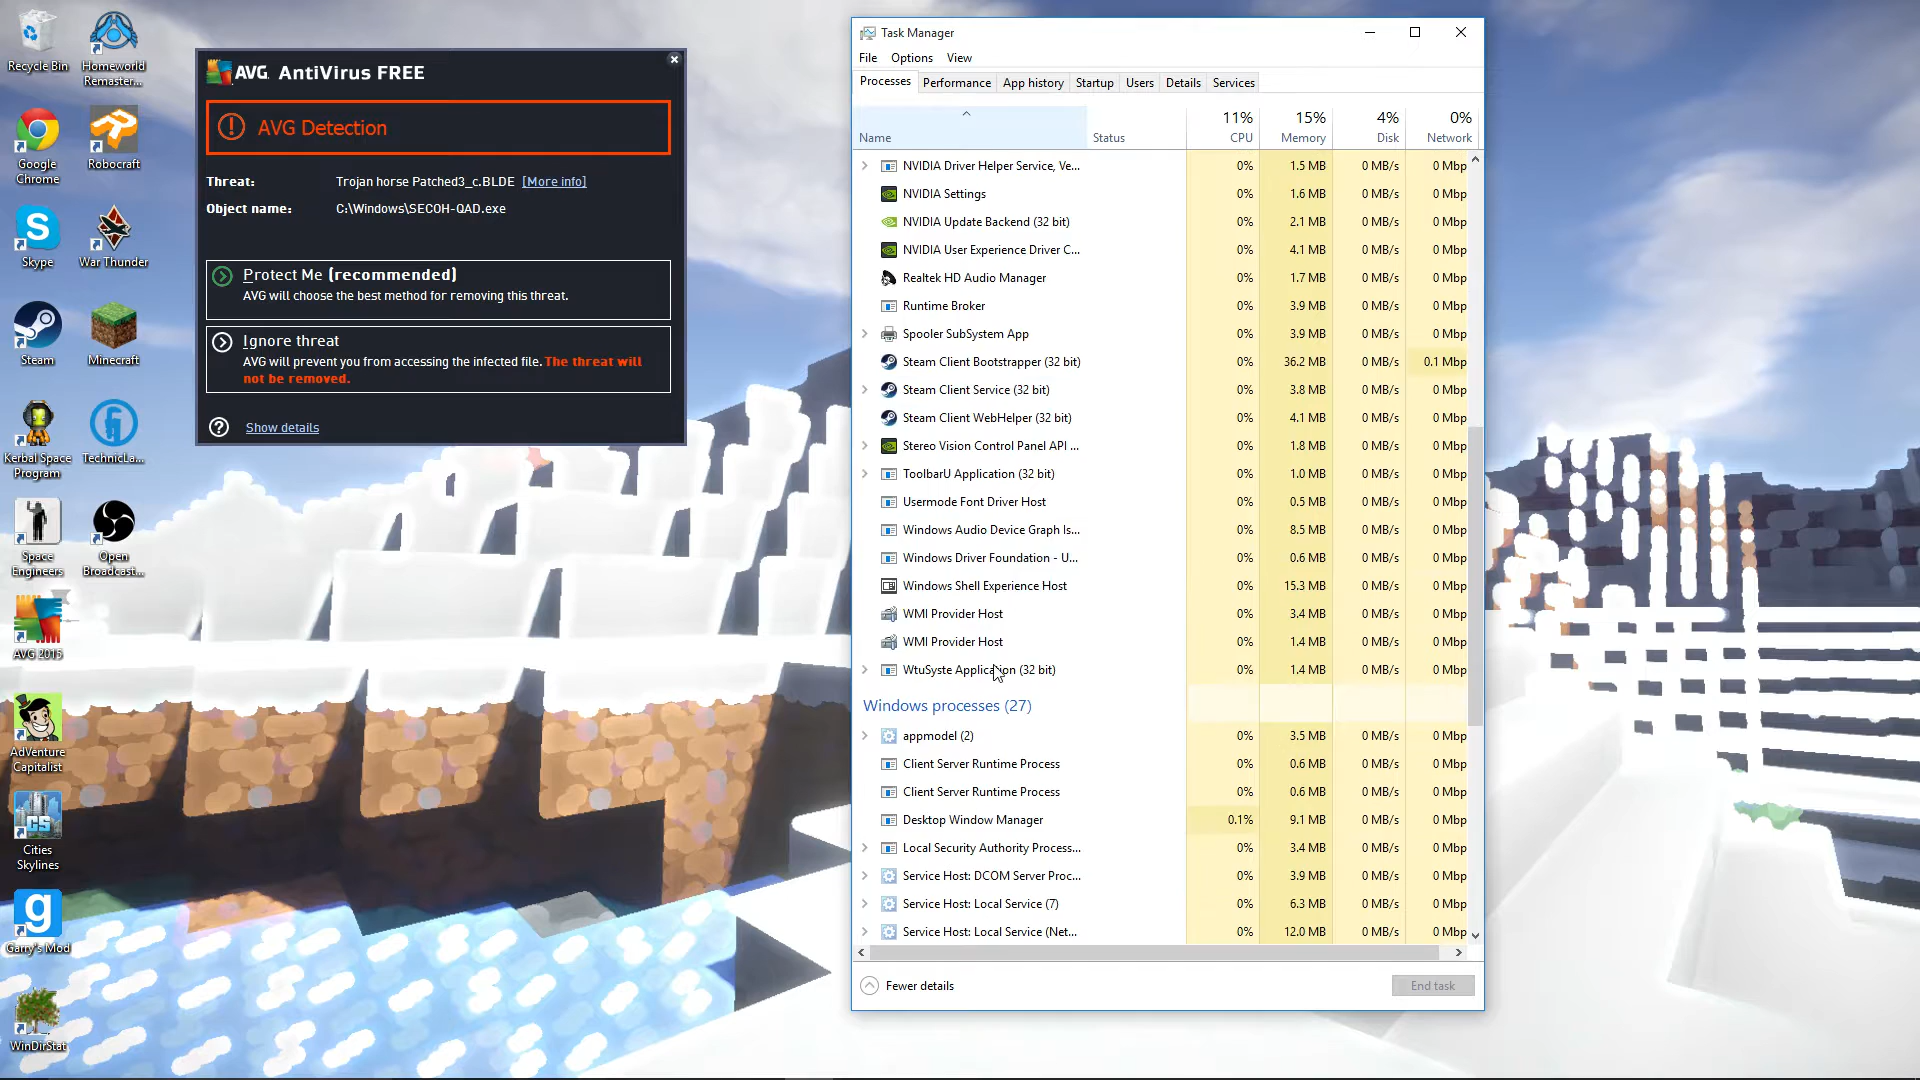 Recycle Bin
Homeworld
Remaster...
Google
Chrome
Robocraft
Skype
War Thunder
Steam
Minecraft
Kerbal Space
Program
TechnicLa...
Space
Engineers
Open
Broadcast...
AVG 2015
AdVenture
Capitalist
CS
Cities
Skylines
Garry's Mod
WinDirStat
AVG. AntiVirus FREE
AVG Detection
Threat: Trojan horse Patched3_c.BLDE [More info]
Object name: C:\Windows\SECOH-QAD.exe
Protect Me (recommended)
AVG will choose the best method for removing this threat.
Ignore threat
AVG will prevent you from accessing the infected file. The threat will
not be removed.
Show details
Task Manager
File Options View
Processes Performance App history Startup Users Details Services
11% 15% 4% 0%
Name Status CPU Memory Disk Network
NVIDIA Driver Helper Service, Ve... 0% 1.5 MB 0 MB/s 0 Mbp
NVIDIA Settings 0% 1.6 MB 0 MB/s 0 Mbp
NVIDIA Update Backend (32 bit) 0% 2.1 MB 0 MB/s 0 Mbp
NVIDIA User Experience Driver C... 0% 4.1 MB 0 MB/s 0 Mbp
Realtek HD Audio Manager 0% 1.7 MB 0 MB/s 0 Mbp
Runtime Broker 0% 3.9 MB 0 MB/s 0 Mbp
Spooler SubSystem App 0% 3.9 MB 0 MB/s 0 Mbp
Steam Client Bootstrapper (32 bit) 0% 36.2 MB 0 MB/s 0.1 Mbp
Steam Client Service (32 bit) 0% 3.8 MB 0 MB/s 0 Mbp
Steam Client WebHelper (32 bit) 0% 4.1 MB 0 MB/s 0 Mbp
Stereo Vision Control Panel API ... 0% 1.8 MB 0 MB/s 0 Mbp
ToolbarU Application (32 bit) 0% 1.0 MB 0 MB/s 0 Mbp
Usermode Font Driver Host 0% 0.5 MB 0 MB/s 0 Mbp
Windows Audio Device Graph Is... 0% 8.5 MB 0 MB/s 0 Mbp
Windows Driver Foundation - U... 0% 0.6 MB 0 MB/s 0 Mbp
Windows Shell Experience Host 0% 15.3 MB 0 MB/s 0 Mbp
WMI Provider Host 0% 3.4 MB 0 MB/s 0 Mbp
WMI Provider Host 0% 1.4 MB 0 MB/s 0 Mbp
WtuSyste Application (32 bit) 0% 1.4 MB 0 MB/s 0 Mbp
Windows processes (27)
appmodel (2) 0% 3.5 MB 0 MB/s 0 Mbp
Client Server Runtime Process 0% 0.6 MB 0 MB/s 0 Mbp
Client Server Runtime Process 0% 0.6 MB 0 MB/s 0 Mbp
Desktop Window Manager 0.1% 9.1 MB 0 MB/s 0 Mbp
Local Security Authority Process... 0% 3.4 MB 0 MB/s 0 Mbp
Service Host: DCOM Server Proc... 0% 3.9 MB 0 MB/s 0 Mbp
Service Host: Local Service (7) 0% 6.3 MB 0 MB/s 0 Mbp
Service Host: Local Service (Net... 0% 12.0 MB 0 MB/s 0 Mbp
Fewer details
End task